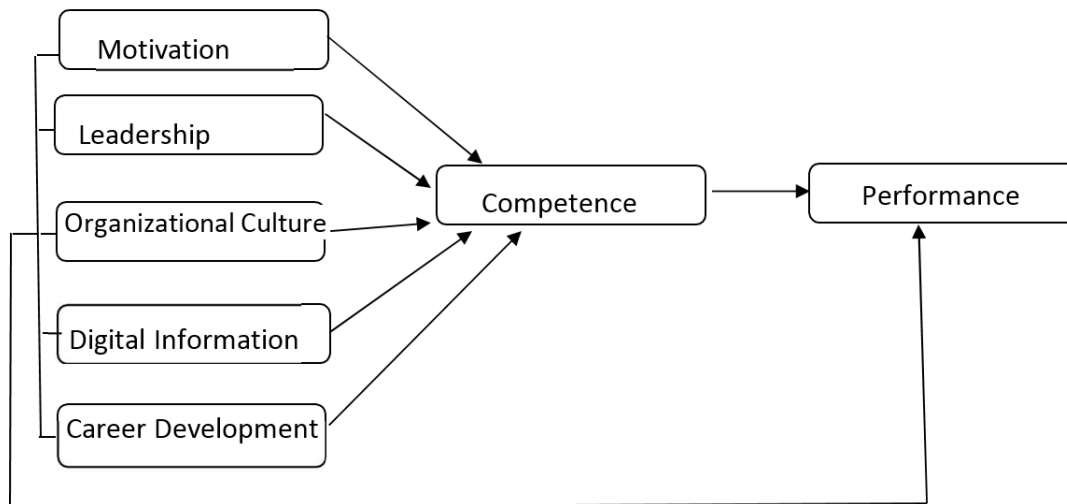 Motivation
Leadership
Organizational Culture
Digital Information
Career Development
Competence
Performance